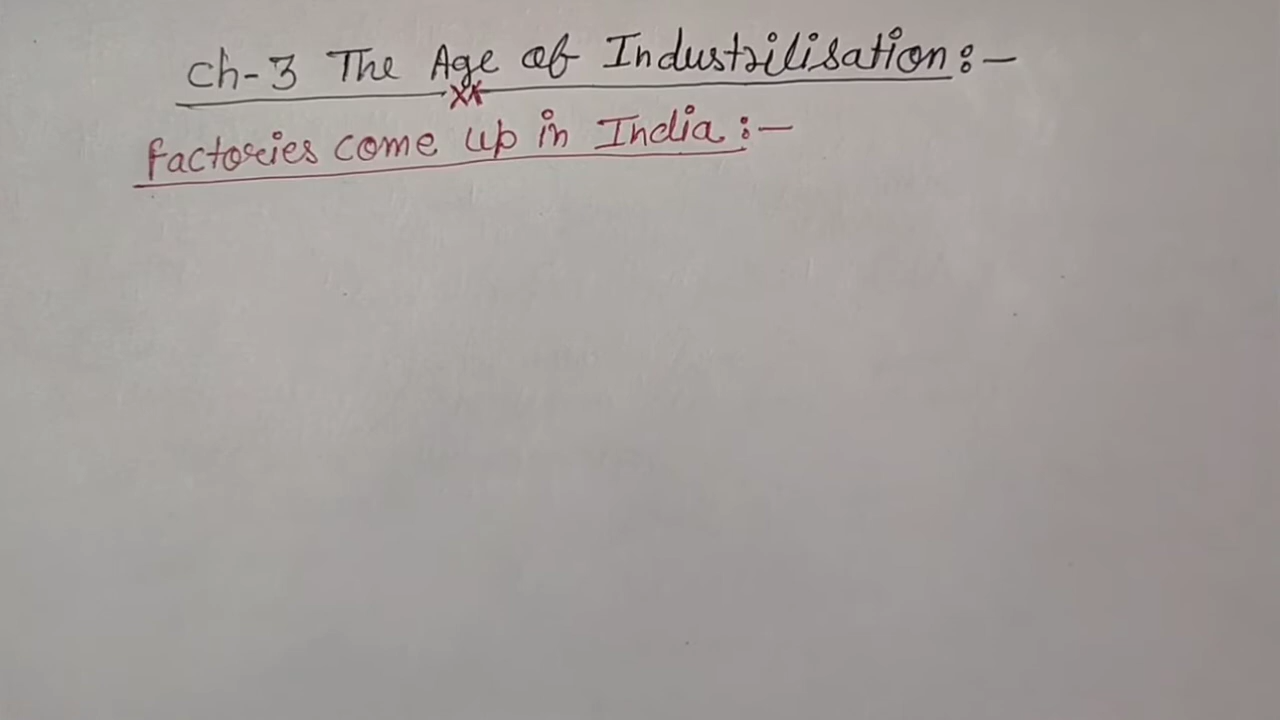 Ch-3 The Age of Industrilisation:-
factories come up in India:-